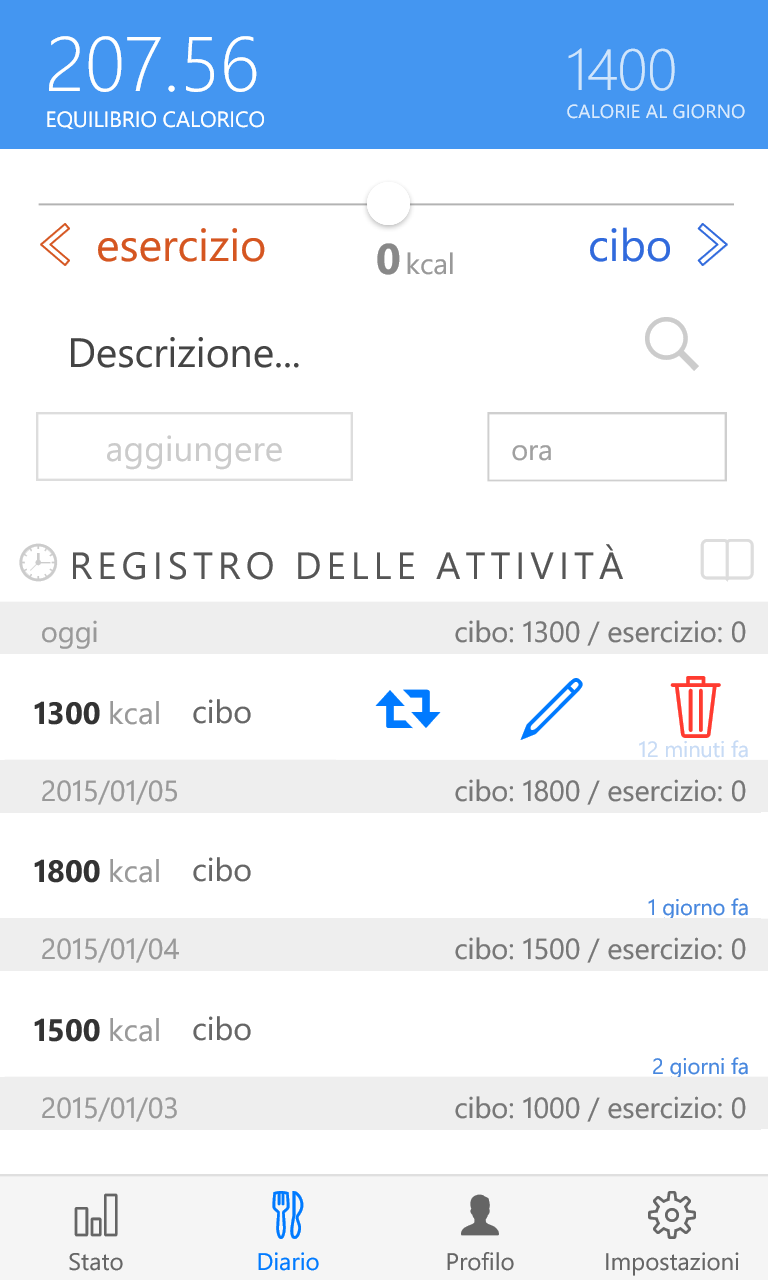 207.56
1400
EQUILIBRIO CALORICO
CALORIE AL GIORNO
esercizio
0 kcal
cibo
Descrizione...
aggiungere
ora
REGISTRO DELLE ATTIVITÀ
oggi
cibo: 1300 / esercizio: 0
1300 kcal cibo
12 minuti fa
2015/01/05
cibo: 1800 / esercizio: 0
1800 kcal cibo
1 giorno fa
2015/01/04
cibo: 1500 / esercizio: 0
1500 kcal cibo
2 giorni fa
2015/01/03
cibo: 1000 / esercizio: 0
Stato
Diario
Profilo
Impostazioni